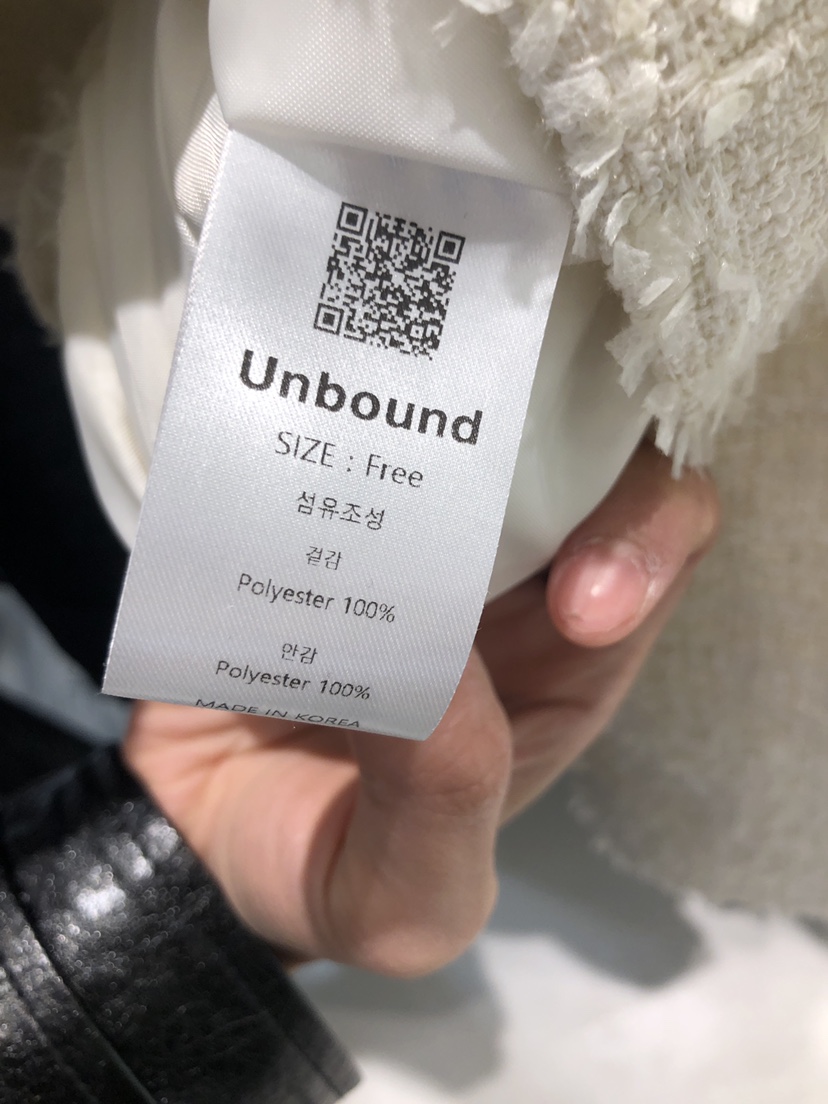 Unbound
SIZE : Free
섬유조성
겉감
Polyester 100%
안감
Polyester 100%
MADE IN KOREA